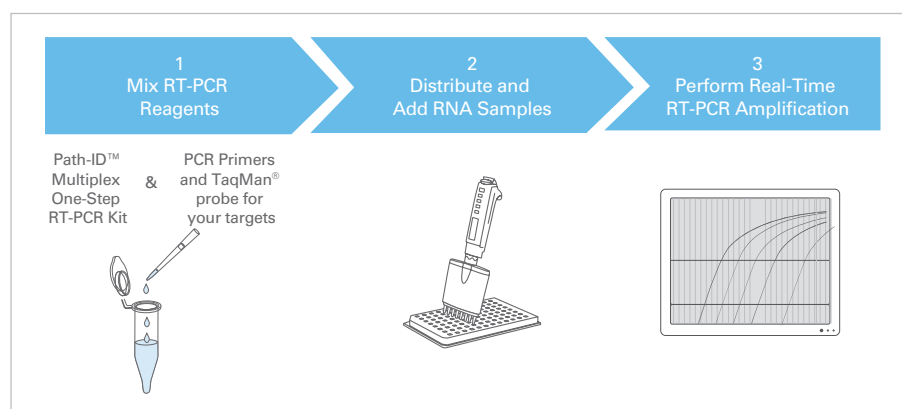 1
Mix RT-PCR
Reagents
2
Distribute and
Add RNA Samples
3
Perform Real-Time
RT-PCR Amplification
Path-ID™
Multiplex
One-Step
RT-PCR Kit
&
PCR Primers
and TaqMan®
probe for
your targets